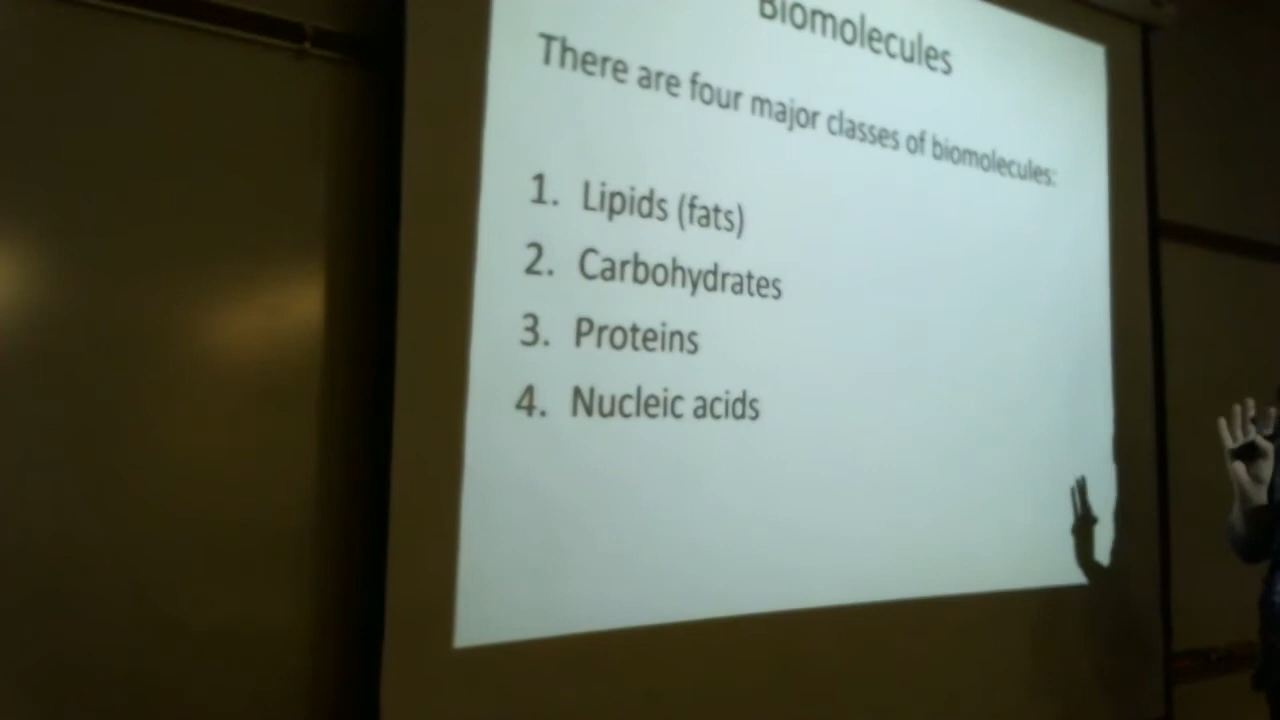 Biomolecules
There are four major classes of biomolecules:
1. Lipids (fats)
2. Carbohydrates
3. Proteins
4. Nucleic acids